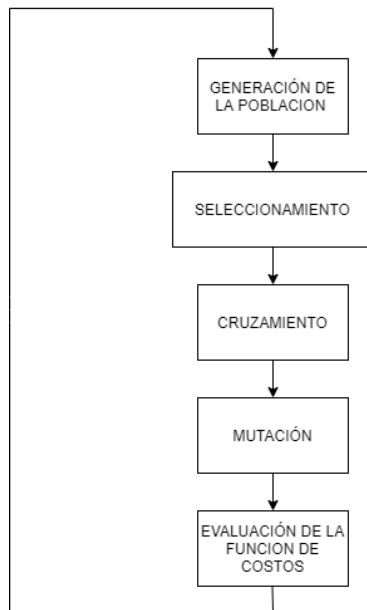 GENERACIÓN DE
LA POBLACION
SELECCIONAMIENTO
CRUZAMIENTO
MUTACIÓN
EVALUACIÓN DE LA
FUNCION DE
COSTOS